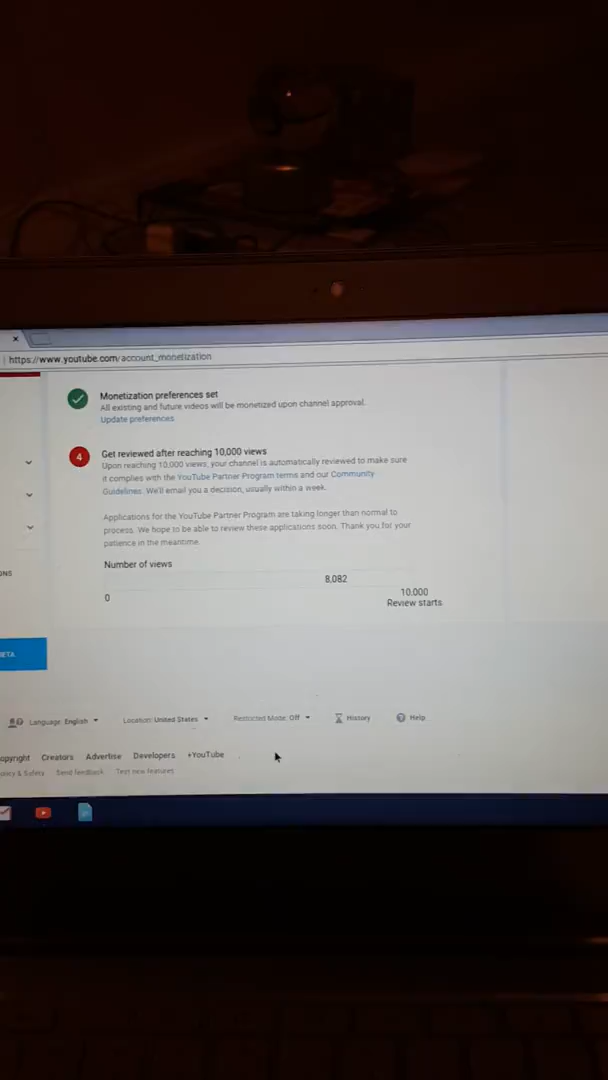 https://www.youtube.com/account_monetization
Monetization preferences set
All existing and future videos will be monetized upon channel approval.
Update preferences
4
Get reviewed after reaching 10,000 views
Upon reaching 10,000 views, your channel is automatically reviewed to make sure
it complies with the YouTube Partner Program terms and our Community
Guidelines. We'll email you a decision, usually within a week.
Applications for the YouTube Partner Program are taking longer than normal to
process. We hope to be able to review these applications soon. Thank you for your
patience in the meantime.
Number of views
8,082
0
10,000
Review starts
ONS
BETA
Language: English
Location: United States
Restricted Mode: Off
History
Help
opyright Creators Advertise Developers +YouTube
Safety Send feedback Test new features